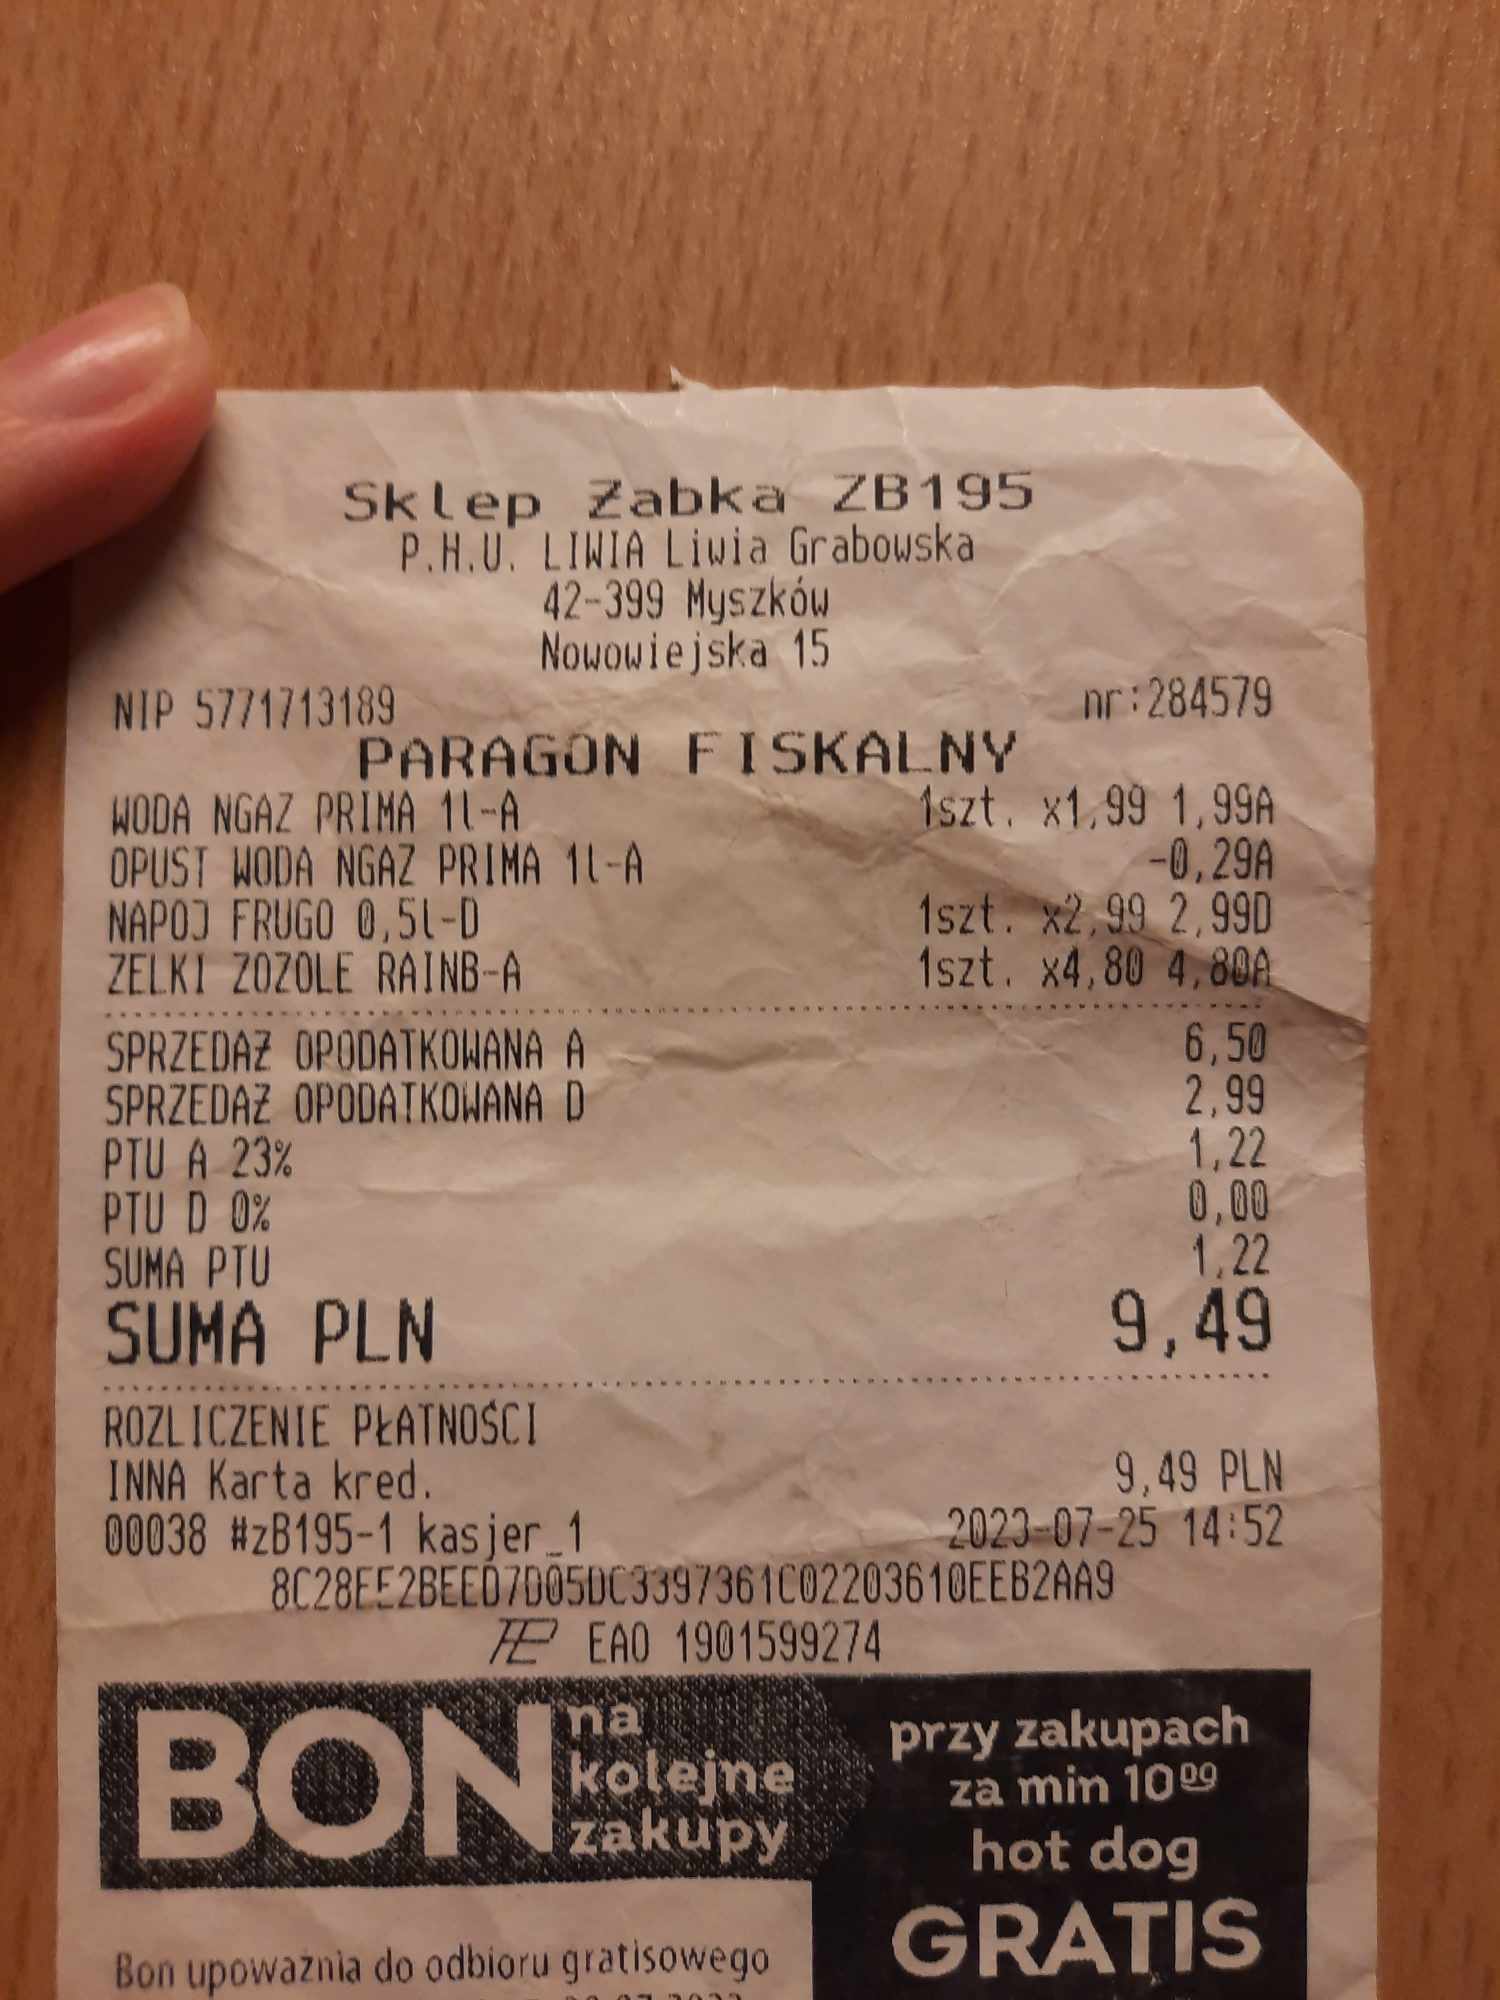 Sklep Żabka ZB195
P.H.U. LIWIA Liwia Grabowska
42-399 Myszków
Nowowiejska 15
NIP 5771713189 nr:284579
PARAGON FISKALNY
WODA NGAZ PRIMA 1l-A 1szt. x1,99 1,99A
OPUST WODA NGAZ PRIMA 1l-A -0,29A
NAPOJ FRUGO 0,5l-D 1szt. x2,99 2,99D
ZELKI ZOZOLE RAINB-A 1szt. x4,80 4,80A
SPRZEDAŻ OPODATKOWANA A 6,50
SPRZEDAŻ OPODATKOWANA D 2,99
PTU A 23% 1,22
PTU D 0% 0,00
SUMA PTU 1,22
SUMA PLN 9,49
ROZLICZENIE PŁATNOŚCI
INNA Karta kred. 9,49 PLN
00038 #zB195-1 kasjer_1 2023-07-25 14:52
8C28EE2BEED7D05DC3397361C02203610EEB2AA9
EAO 1901599274
BON na kolejne zakupy
przy zakupach
za min 10 00
hot dog
GRATIS
Bon upoważnia do odbioru gratisowego